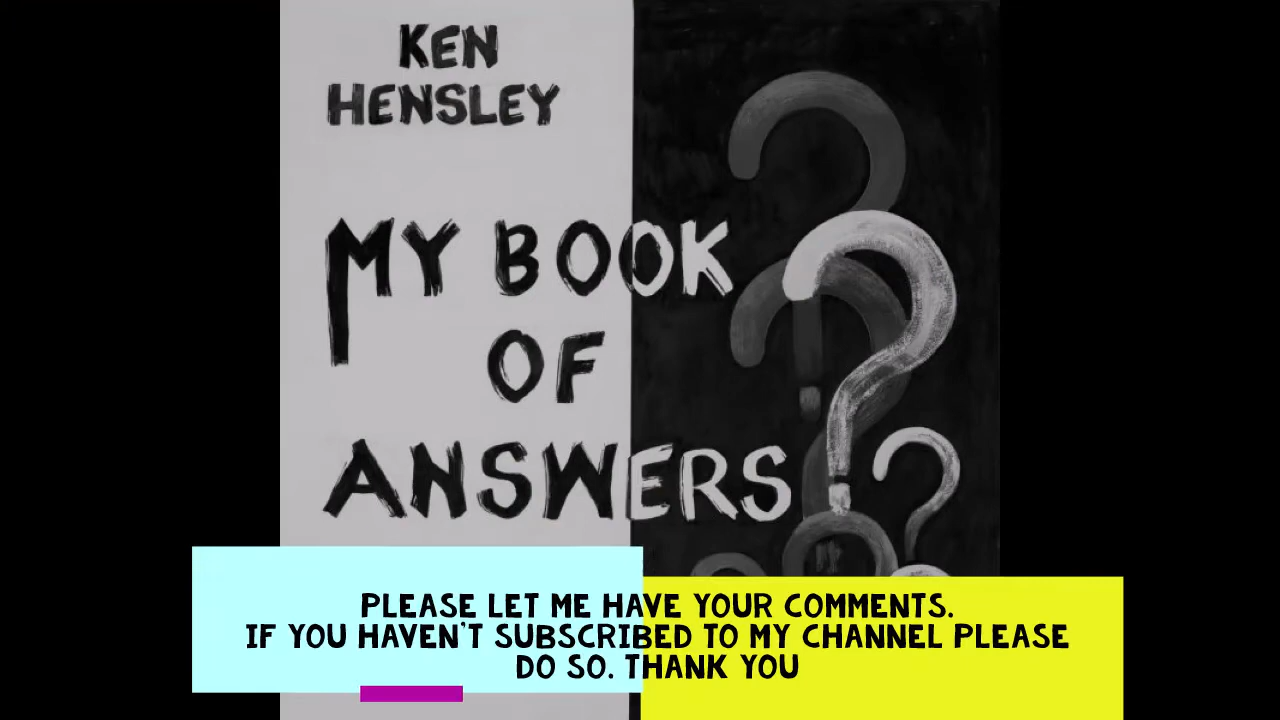 KEN
HENSLEY
MY BOOK
OF
ANSWERS
PLEASE LET ME HAVE YOUR COMMENTS.
IF YOU HAVEN'T SUBSCRIBED TO MY CHANNEL PLEASE
DO SO. THANK YOU